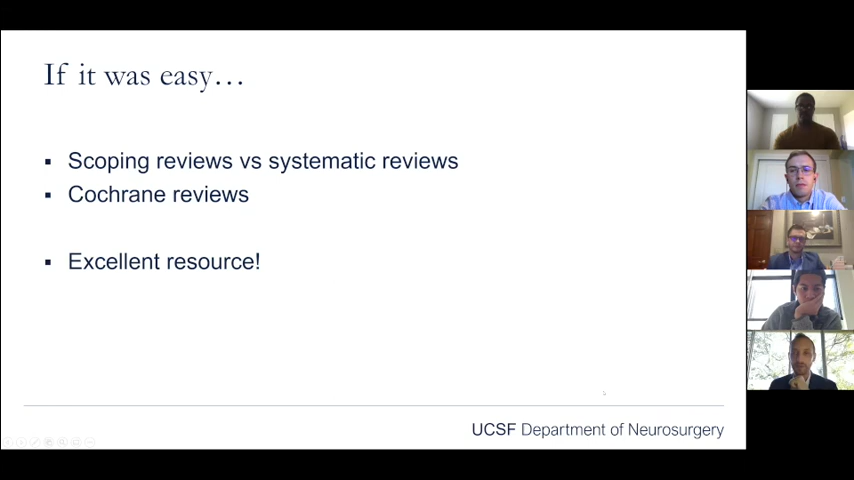 If it was easy…
▪ Scoping reviews vs systematic reviews
▪ Cochrane reviews
▪ Excellent resource!
UCSF Department of Neurosurgery